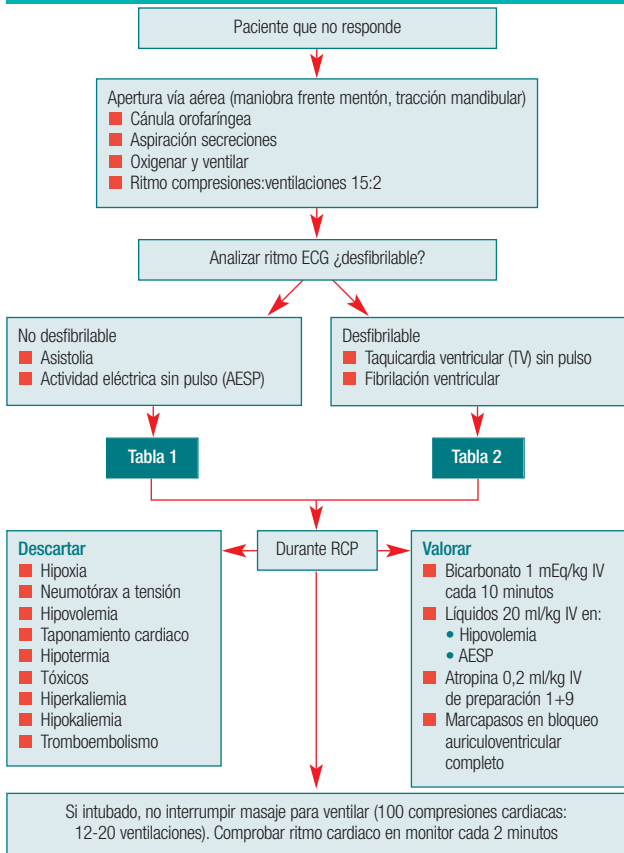 Paciente que no responde
Apertura vía aérea (maniobra frente mentón, tracción mandibular)
Cánula orofaríngea
Aspiración secreciones
Oxigenar y ventilar
Ritmo compresiones:ventilaciones 15:2
Analizar ritmo ECG ¿desfibrilable?
No desfibrilable
Asistolia
Actividad eléctrica sin pulso (AESP)
Desfibrilable
Taquicardia ventricular (TV) sin pulso
Fibrilación ventricular
Tabla 1
Tabla 2
Descartar
Hipoxia
Neumotórax a tensión
Hipovolemia
Taponamiento cardiaco
Hipotermia
Tóxicos
Hiperkaliemia
Hipokaliemia
Tromboembolismo
Durante RCP
Valorar
Bicarbonato 1 mEq/kg IV
cada 10 minutos
Líquidos 20 ml/kg IV en:
• Hipovolemia
• AESP
Atropina 0,2 ml/kg IV
de preparación 1+9
Marcapasos en bloqueo
auriculoventricular
completo
Si intubado, no interrumpir masaje para ventilar (100 compresiones cardiacas:
12-20 ventilaciones). Comprobar ritmo cardiaco en monitor cada 2 minutos